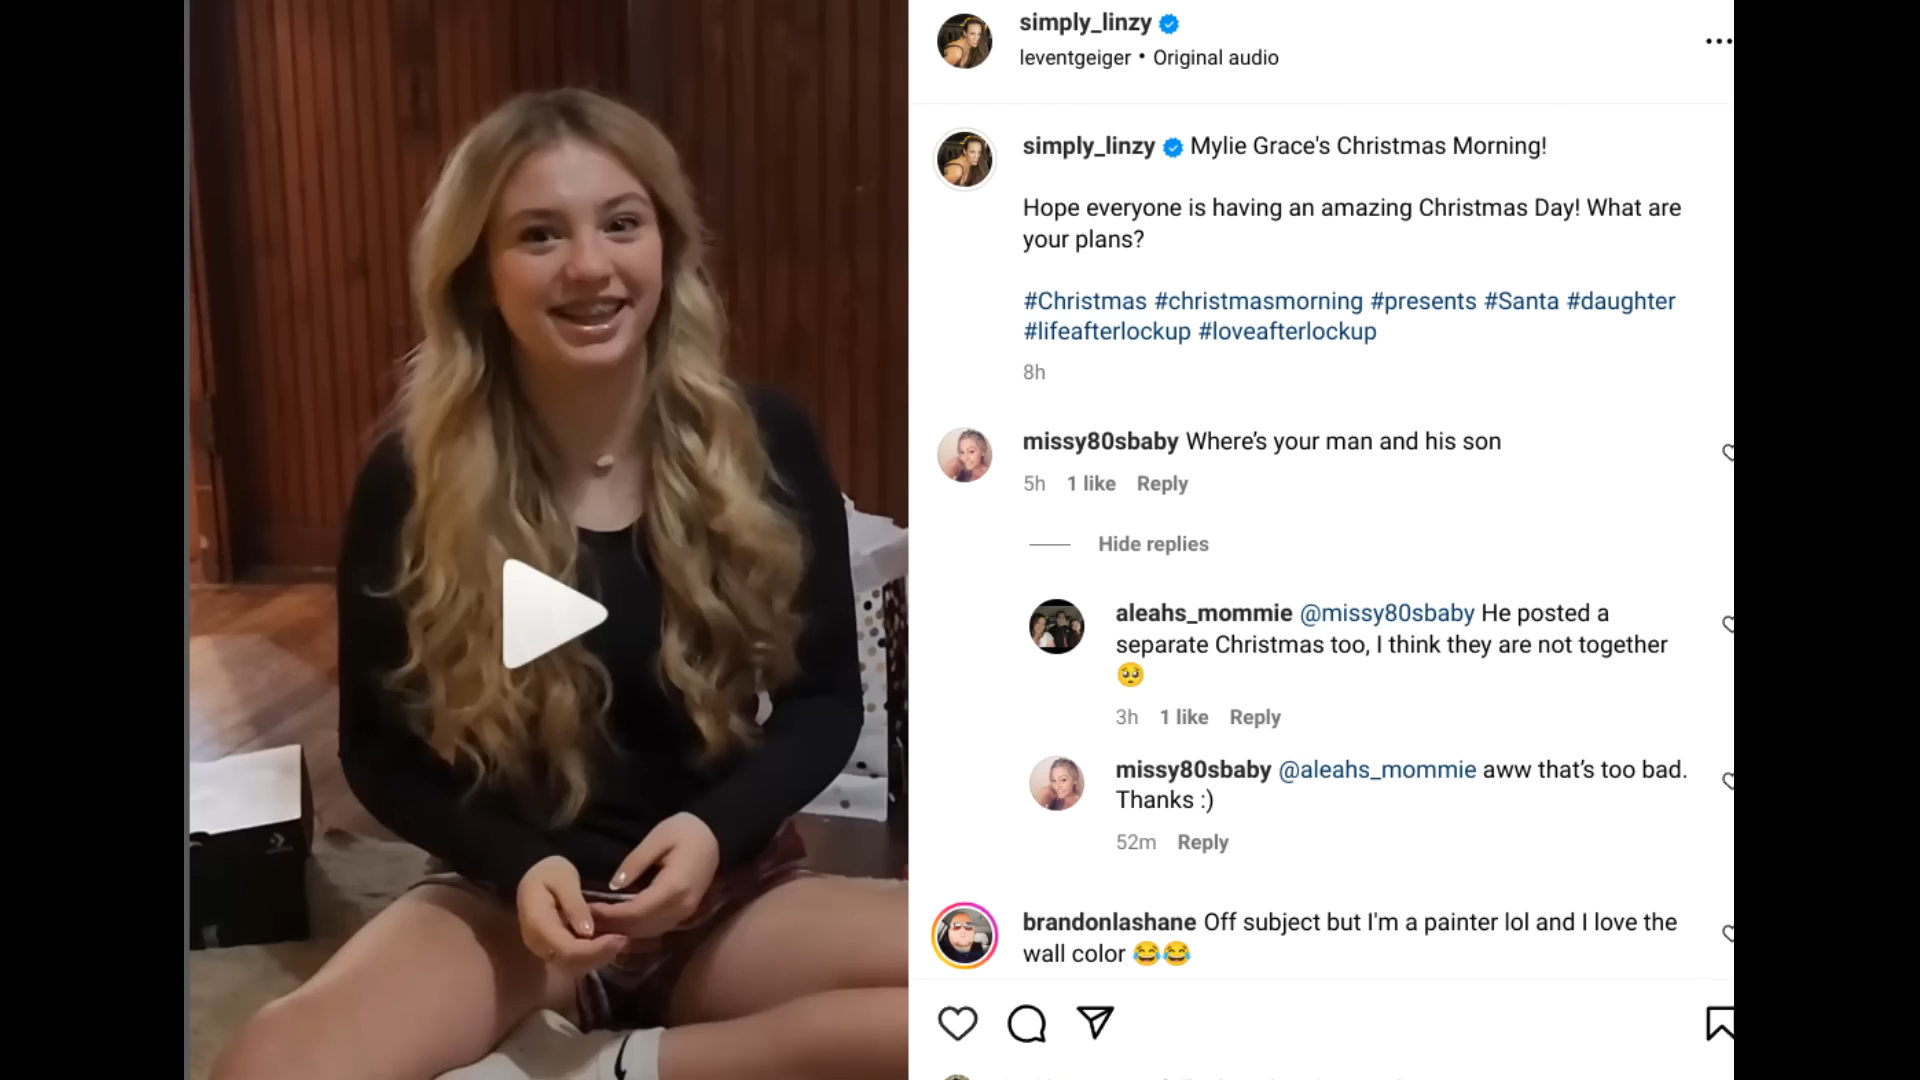 simply_linzy
leventgeiger • Original audio
simply_linzy Mylie Grace's Christmas Morning!
Hope everyone is having an amazing Christmas Day! What are
your plans?
#Christmas #christmasmorning #presents #Santa #daughter
#lifeafterlockup #loveafterlockup
8h
missy80sbaby Where's your man and his son
5h 1 like Reply
Hide replies
aleahs_mommie @missy80sbaby He posted a
separate Christmas too, I think they are not together
🥺
3h 1 like Reply
missy80sbaby @aleahs_mommie aww that's too bad.
Thanks :)
52m Reply
brandonlashane Off subject but I'm a painter lol and I love the
wall color 😂😂